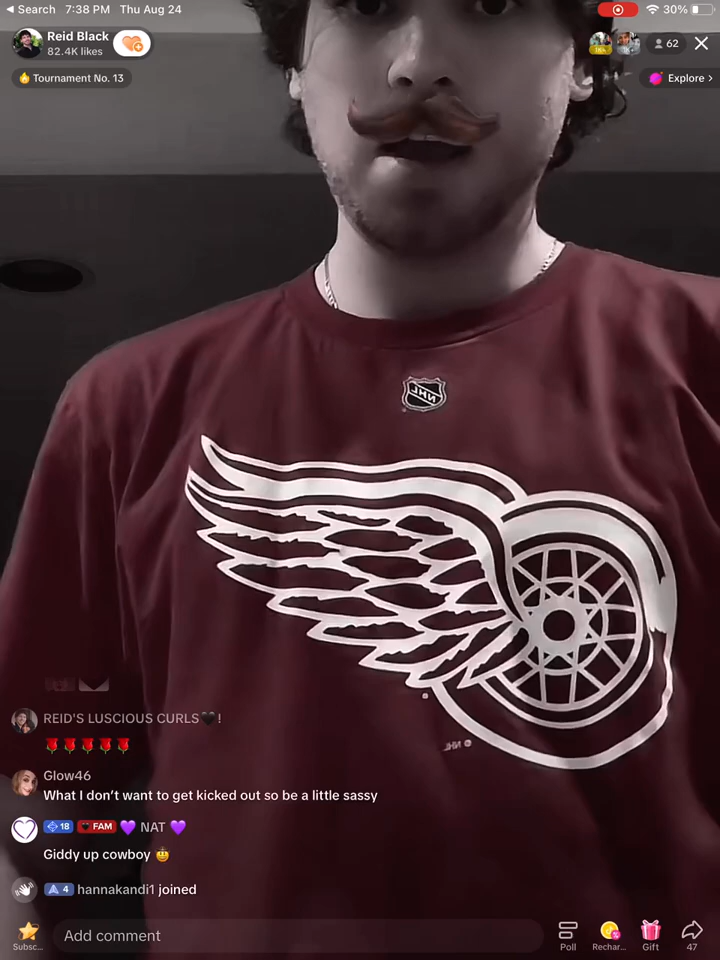 Search 7:38 PM Thu Aug 24 30%
Reid Black
82.4K likes
62
Tournament No. 13
Explore
NHL
NHL
REID'S LUSCIOUS CURLS🖤!
🌹🌹🌹🌹🌹
Glow46
What I don't want to get kicked out so be a little sassy
18 FAM 💜 NAT 💜
Giddy up cowboy 🤠
4 hannakandi1 joined
Add comment
Subsc... Poll Rechar... Gift 47